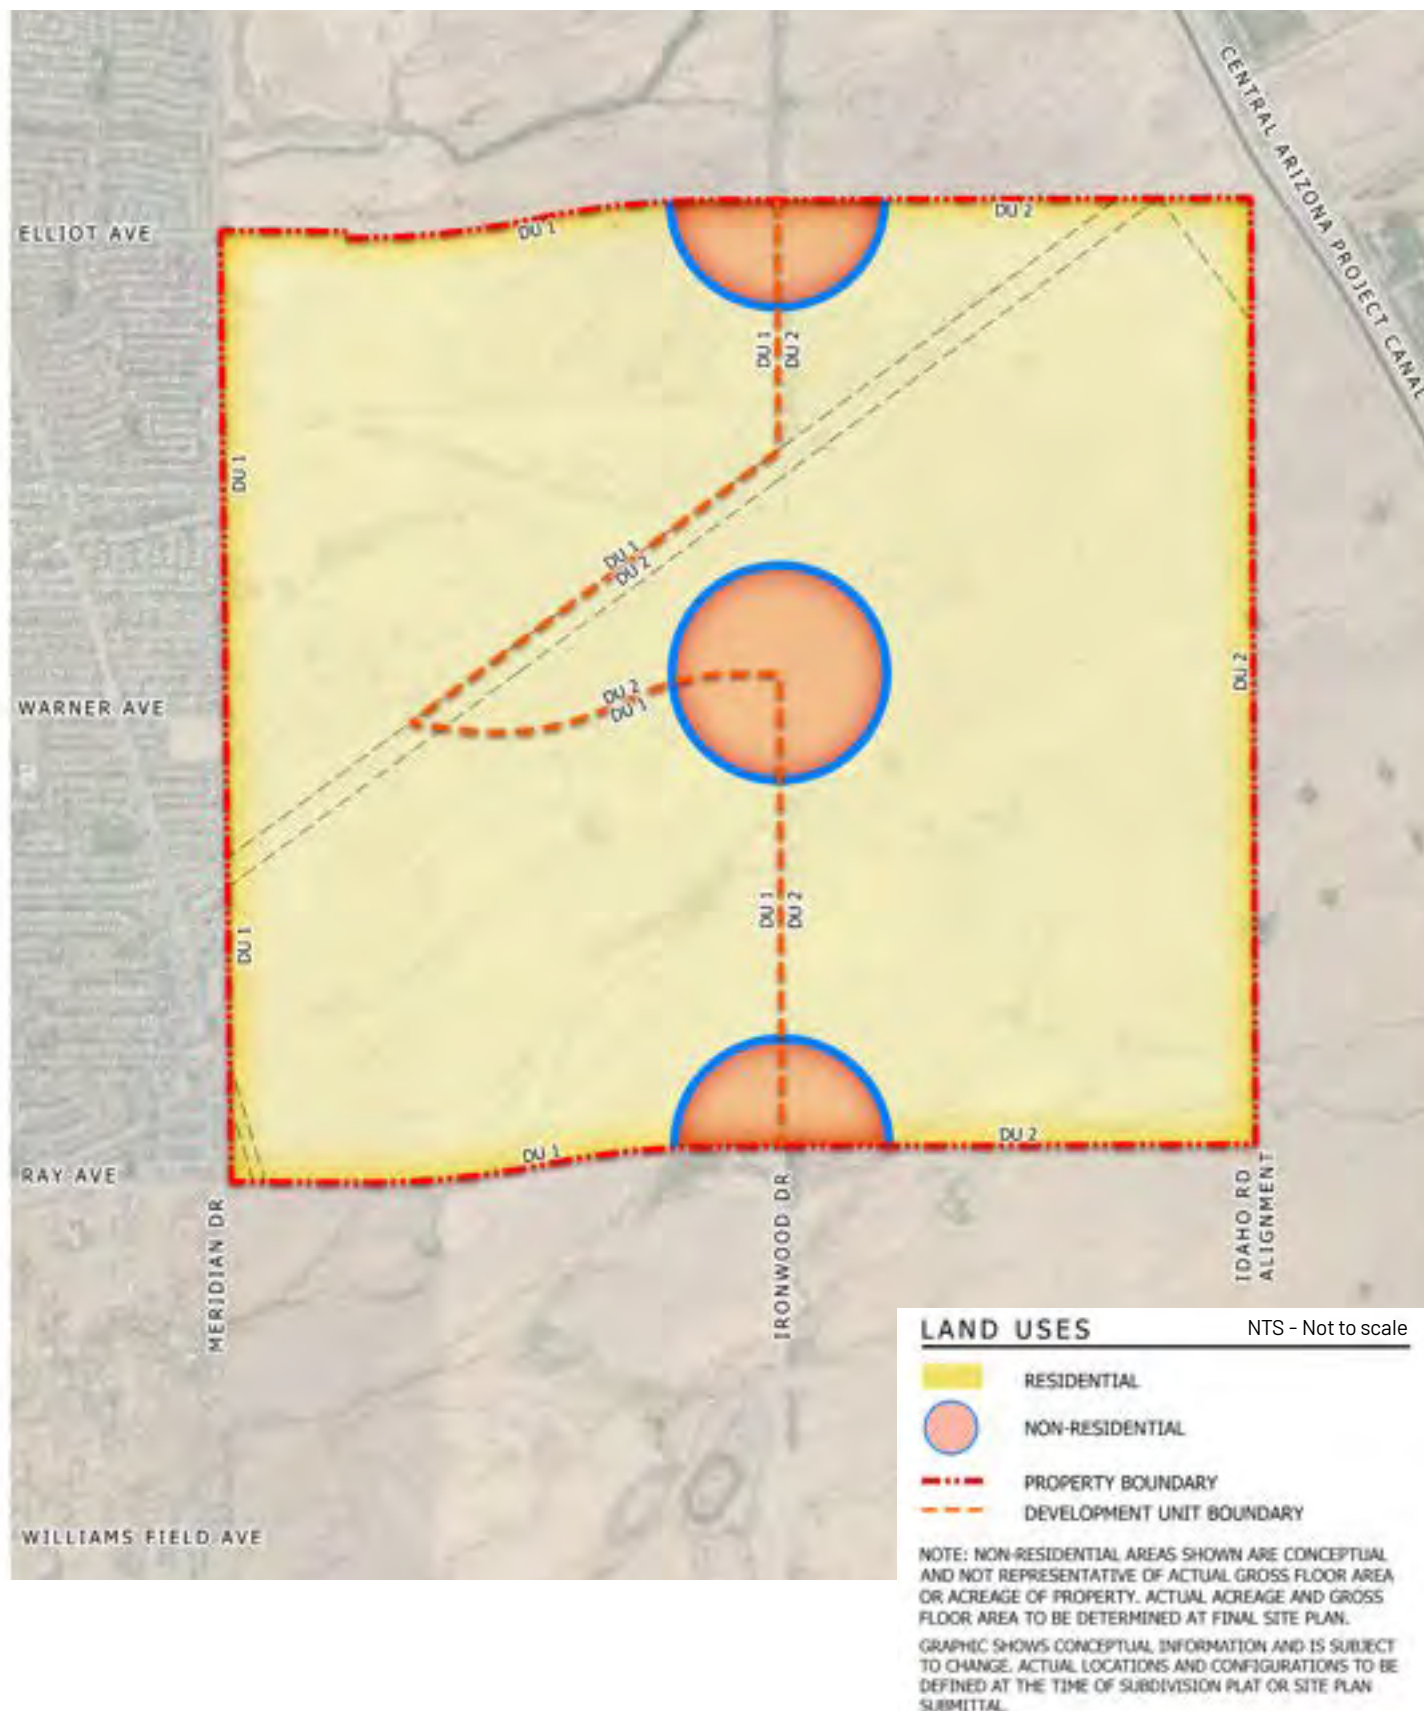 CENTRAL ARIZONA PROJECT CANAL
ELLIOT AVE
DU 1
DU 2
DU 1
DU 2
DU 1
DU 1
DU 2
DU 2
DU 2
DU 1
WARNER AVE
DU 1
DU 2
DU 1
DU 1
DU 2
RAY AVE
MERIDIAN DR
IRONWOOD DR
IDAHO RD
ALIGNMENT
LAND USES
NTS - Not to scale
RESIDENTIAL
NON-RESIDENTIAL
PROPERTY BOUNDARY
DEVELOPMENT UNIT BOUNDARY
WILLIAMS FIELD AVE
NOTE: NON-RESIDENTIAL AREAS SHOWN ARE CONCEPTUAL
AND NOT REPRESENTATIVE OF ACTUAL GROSS FLOOR AREA
OR ACREAGE OF PROPERTY. ACTUAL ACREAGE AND GROSS
FLOOR AREA TO BE DETERMINED AT FINAL SITE PLAN.
GRAPHIC SHOWS CONCEPTUAL INFORMATION AND IS SUBJECT
TO CHANGE. ACTUAL LOCATIONS AND CONFIGURATIONS TO BE
DEFINED AT THE TIME OF SUBDIVISION PLAT OR SITE PLAN
SUBMITTAL.